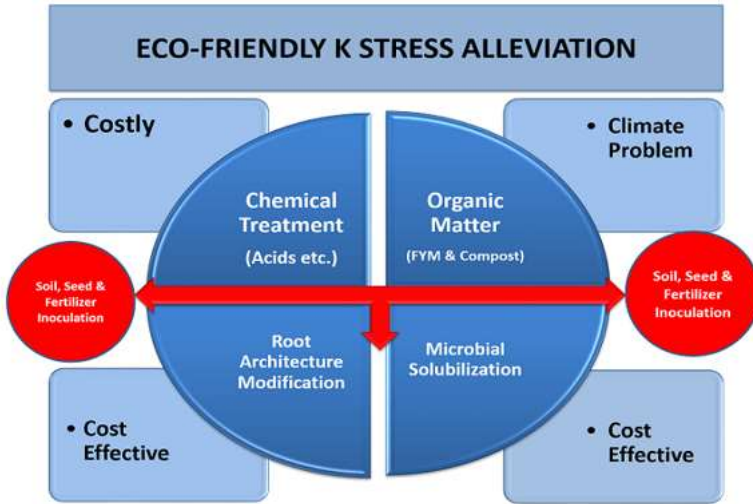 ECO-FRIENDLY K STRESS ALLEVIATION
• Costly
• Climate
Problem
Chemical
Treatment
(Acids etc.)
Organic
Matter
(FYM & Compost)
Soil, Seed &
Fertilizer
Inoculation
Soil, Seed &
Fertilizer
Inoculation
Root
Architecture
Modification
Microbial
Solubilization
• Cost
Effective
• Cost
Effective